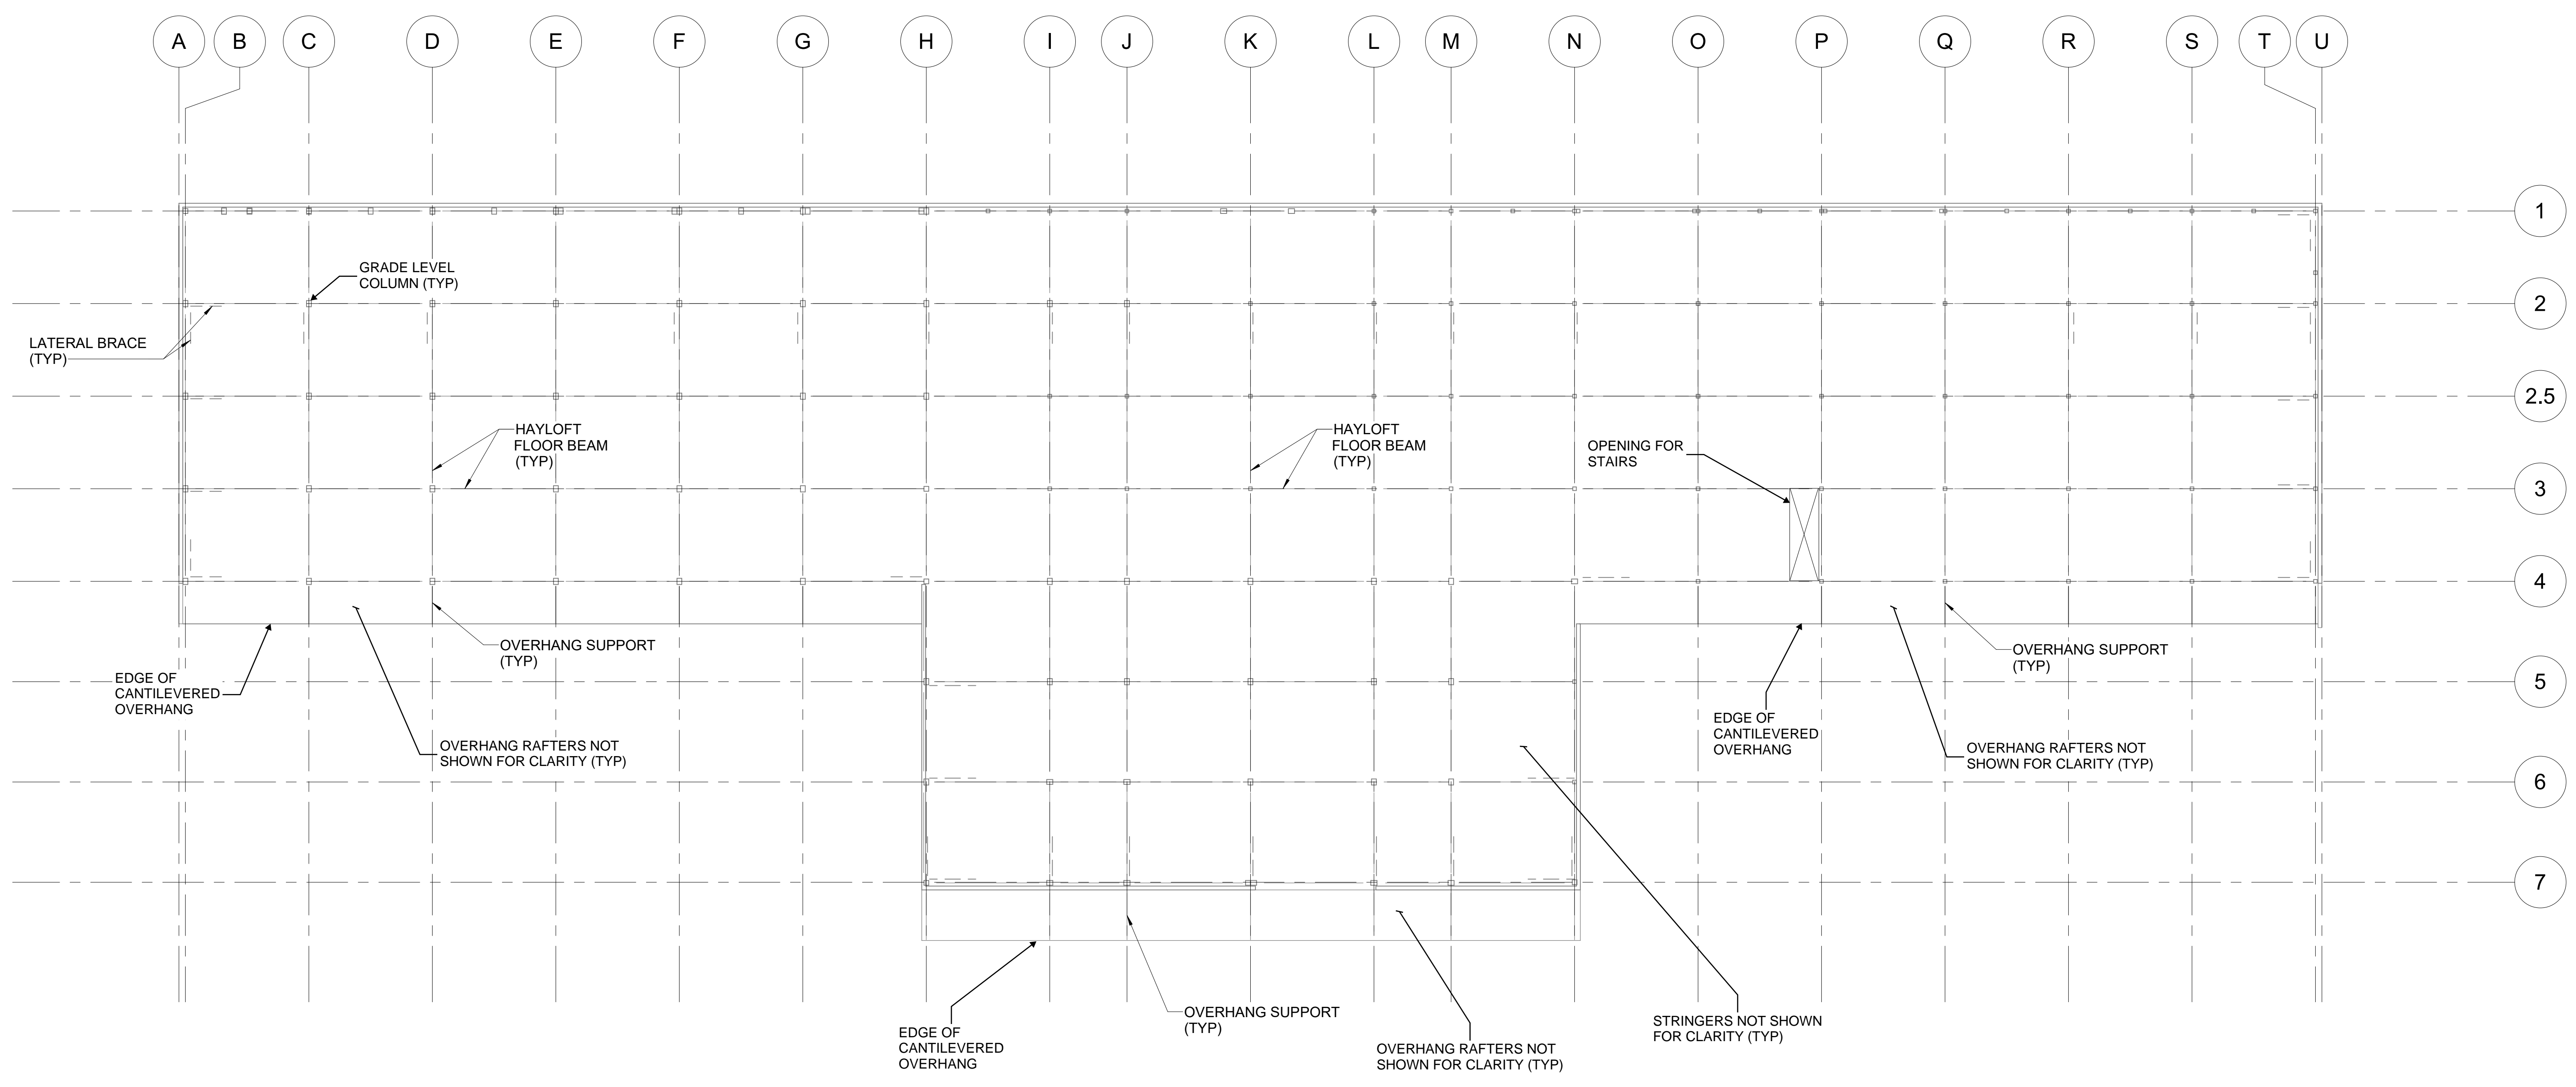 A B C D E F G H I J K L M N O P Q R S T U
1
GRADE LEVEL
COLUMN (TYP)
2
LATERAL BRACE
(TYP)
2.5
HAYLOFT
FLOOR BEAM
(TYP)
HAYLOFT
FLOOR BEAM
(TYP)
OPENING FOR
STAIRS
3
4
OVERHANG SUPPORT
(TYP)
OVERHANG SUPPORT
(TYP)
EDGE OF
CANTILEVERED
OVERHANG
5
EDGE OF
CANTILEVERED
OVERHANG
OVERHANG RAFTERS NOT
SHOWN FOR CLARITY (TYP)
OVERHANG RAFTERS NOT
SHOWN FOR CLARITY (TYP)
6
7
OVERHANG SUPPORT
(TYP)
EDGE OF
CANTILEVERED
OVERHANG
STRINGERS NOT SHOWN
FOR CLARITY (TYP)
OVERHANG RAFTERS NOT
SHOWN FOR CLARITY (TYP)